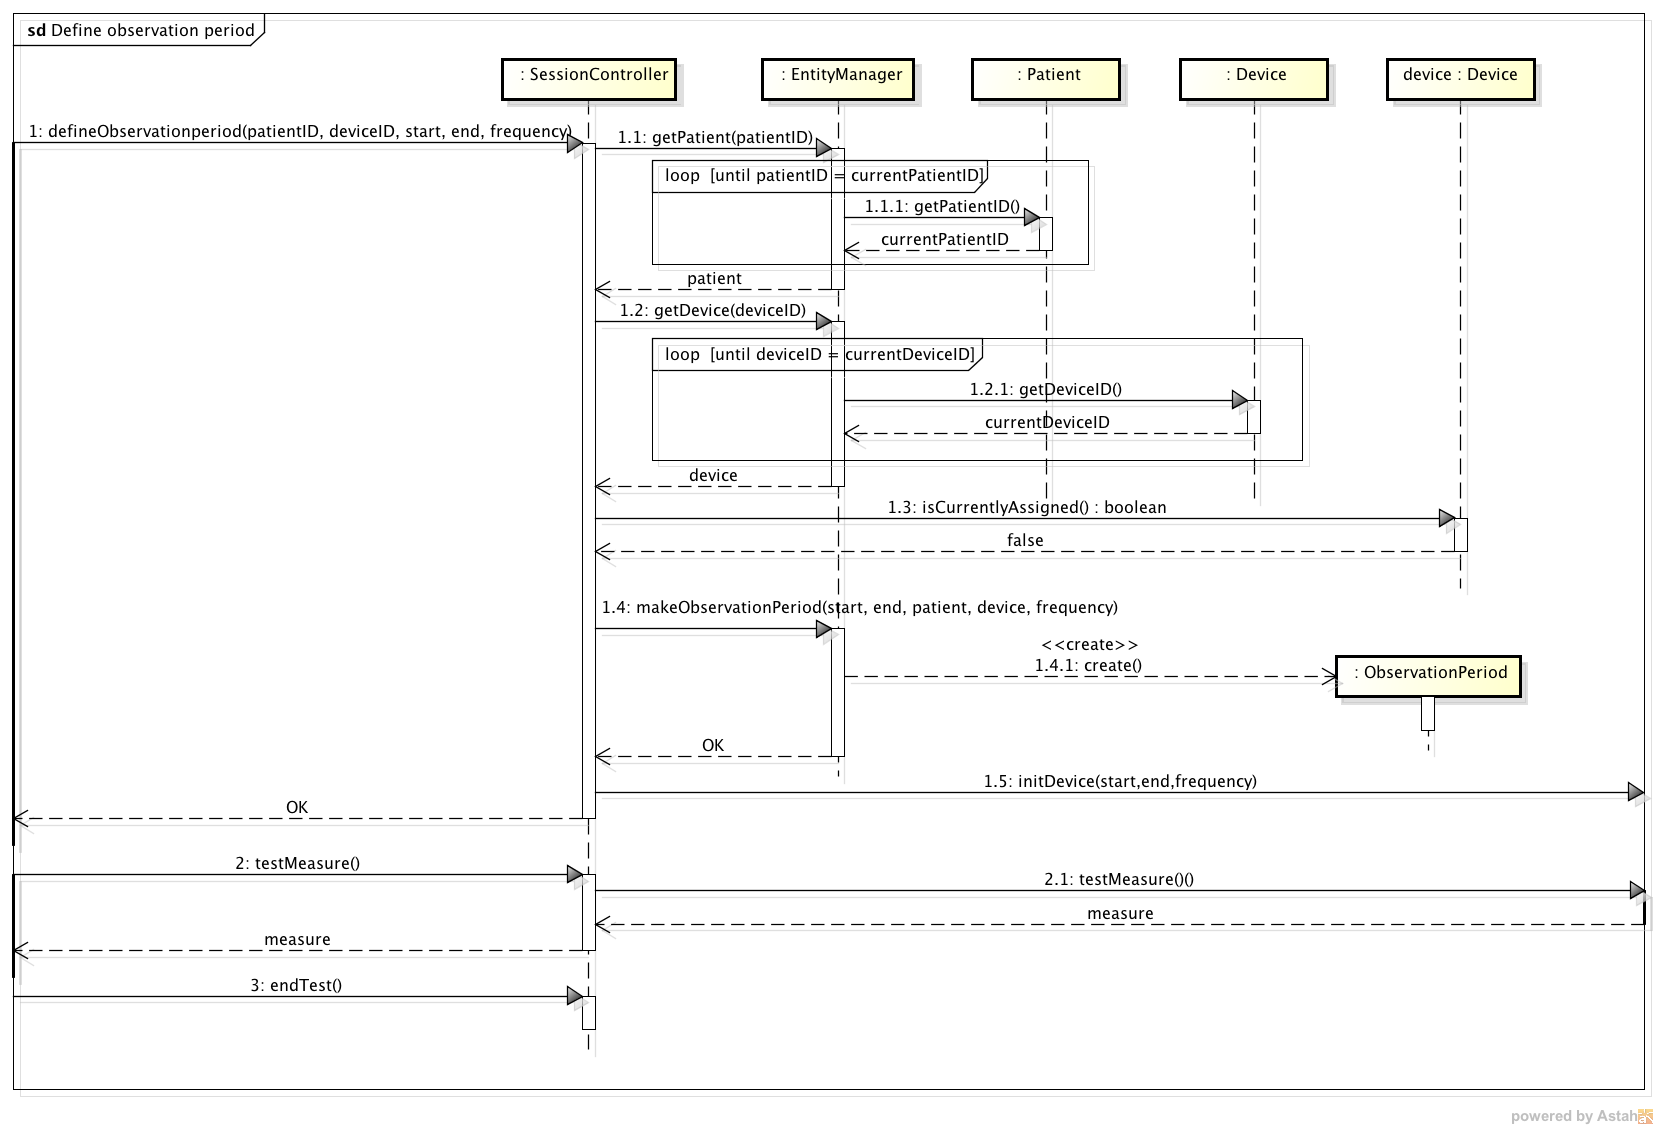 sd Define observation period
: SessionController
: EntityManager
: Patient
: Device
device : Device
1: defineObservationperiod(patientID, deviceID, start, end, frequency)
1.1: getPatient(patientID)
loop [until patientID = currentPatientID]
1.1.1: getPatientID()
currentPatientID
patient
1.2: getDevice(deviceID)
loop [until deviceID = currentDeviceID]
1.2.1: getDeviceID()
currentDeviceID
device
1.3: isCurrentlyAssigned() : boolean
false
1.4: makeObservationPeriod(start, end, patient, device, frequency)
<<create>>
1.4.1: create()
: ObservationPeriod
OK
1.5: initDevice(start,end,frequency)
OK
2: testMeasure()
2.1: testMeasure()()
measure
measure
3: endTest()
powered by Astah